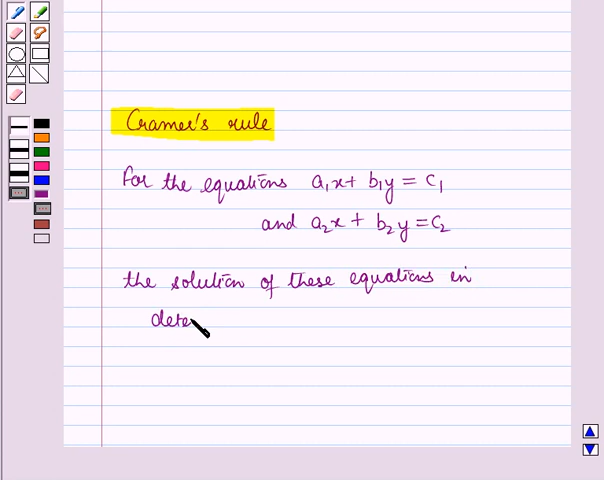 Cramer's rule
For the equations a₁x + b₁y = c₁
and a₂x + b₂y = c₂
the solution of these equations in
dete